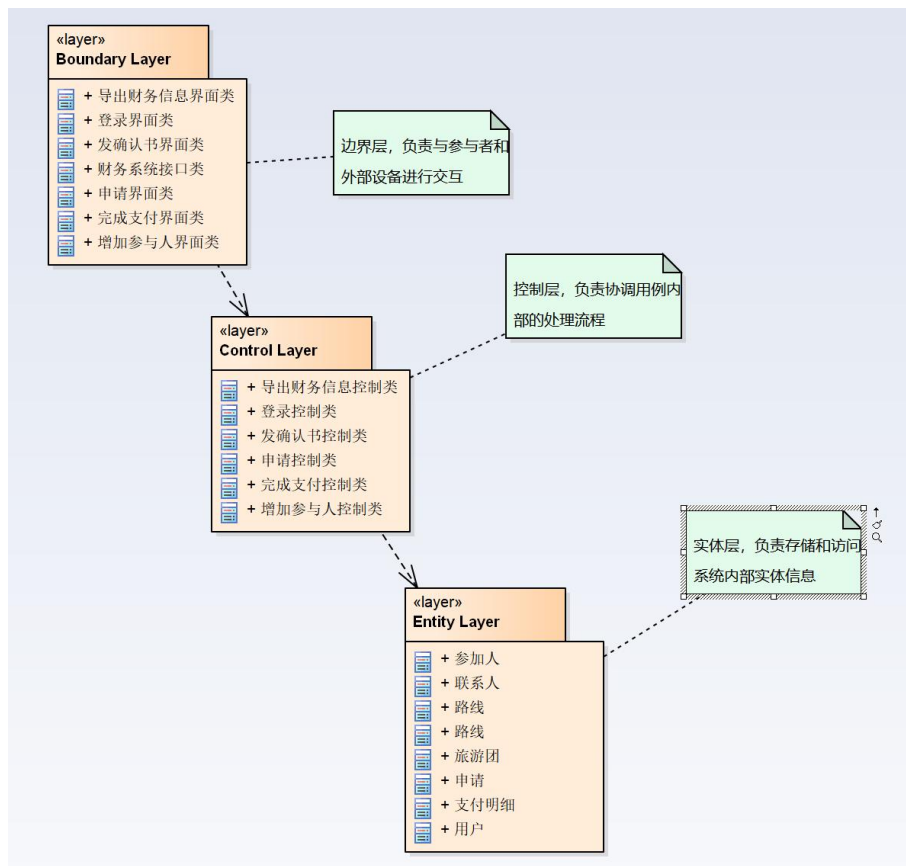 «layer»
Boundary Layer
+ 导出财务信息界面类
+ 登录界面类
+ 发确认书界面类
+ 财务系统接口类
+ 申请界面类
+ 完成支付界面类
+ 增加参与人界面类
边界层，负责与参与者和
外部设备进行交互
«layer»
Control Layer
+ 导出财务信息控制类
+ 登录控制类
+ 发确认书控制类
+ 申请控制类
+ 完成支付控制类
+ 增加参与人控制类
控制层，负责协调用例内
部的处理流程
«layer»
Entity Layer
+ 参加人
+ 联系人
+ 路线
+ 路线
+ 旅游团
+ 申请
+ 支付明细
+ 用户
实体层，负责存储和访问
系统内部实体信息